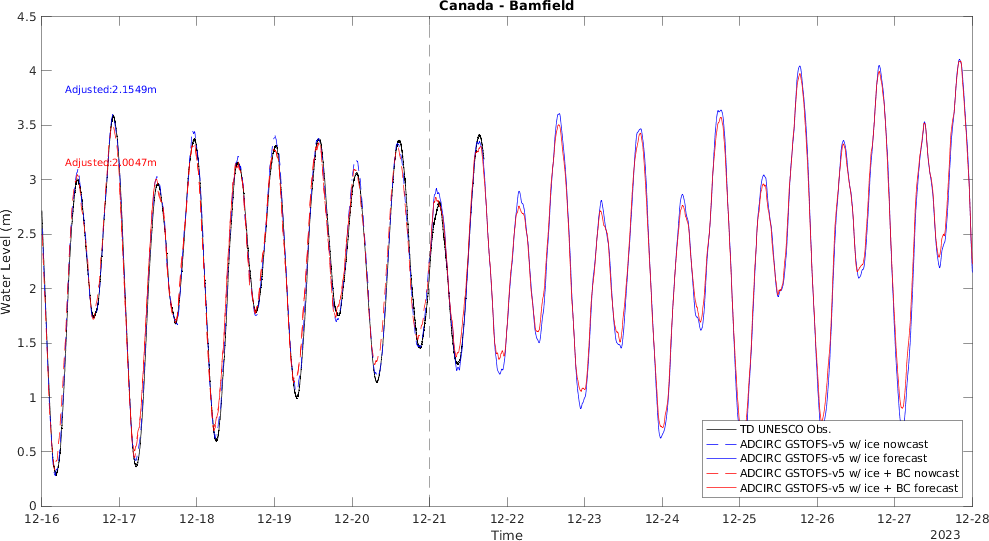 Canada - Bamfield
4.5
4
3.5
3
2.5
2
1.5
1
0.5
0
Water Level (m)
Adjusted:2.1549m
Adjusted:2.0047m
TD UNESCO Obs.
ADCIRC GSTOFS-v5 w/ ice nowcast
ADCIRC GSTOFS-v5 w/ ice forecast
ADCIRC GSTOFS-v5 w/ ice + BC nowcast
ADCIRC GSTOFS-v5 w/ ice + BC forecast
12-16 12-17 12-18 12-19 12-20 12-21 12-22 12-23 12-24 12-25 12-26 12-27 12-28
Time
2023